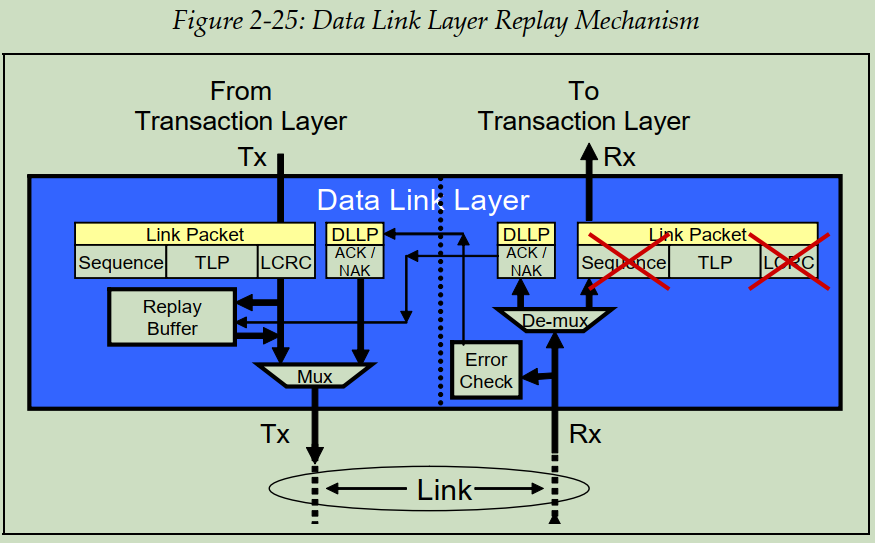 Figure 2-25: Data Link Layer Replay Mechanism
From
Transaction Layer
To
Transaction Layer
Tx
Rx
Data Link Layer
Link Packet
Sequence
TLP
LCRC
DLLP
ACK /
NAK
DLLP
ACK /
NAK
Link Packet
Sequence
TLP
LCRC
Replay
Buffer
De-mux
Mux
Error
Check
Tx
Rx
Link